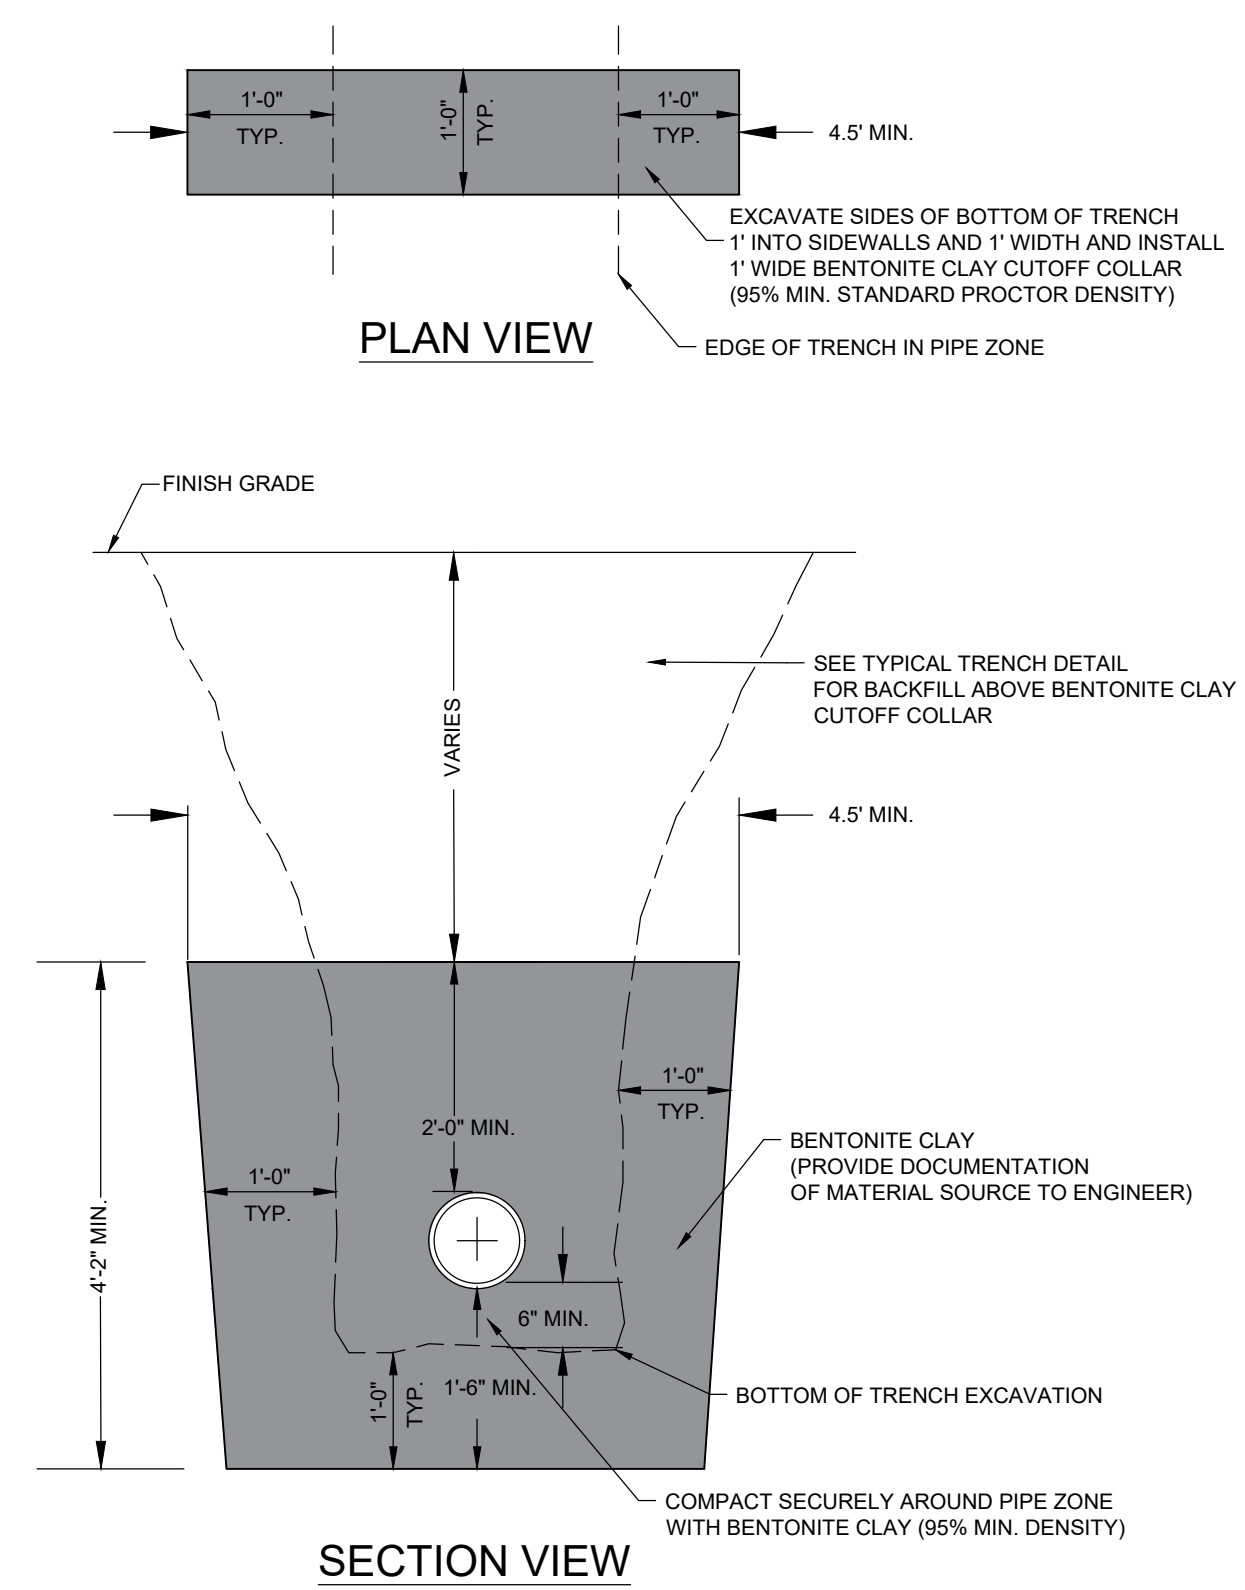 1'-0"
TYP.
1'-0"
TYP.
1'-0"
TYP.
4.5' MIN.
EXCAVATE SIDES OF BOTTOM OF TRENCH
1' INTO SIDEWALLS AND 1' WIDTH AND INSTALL
1' WIDE BENTONITE CLAY CUTOFF COLLAR
(95% MIN. STANDARD PROCTOR DENSITY)
PLAN VIEW
EDGE OF TRENCH IN PIPE ZONE
FINISH GRADE
SEE TYPICAL TRENCH DETAIL
FOR BACKFILL ABOVE BENTONITE CLAY
CUTOFF COLLAR
VARIES
4.5' MIN.
1'-0"
TYP.
2'-0" MIN.
BENTONITE CLAY
(PROVIDE DOCUMENTATION
OF MATERIAL SOURCE TO ENGINEER)
1'-0"
TYP.
4'-2" MIN.
6" MIN.
1'-0"
TYP.
1'-6" MIN.
BOTTOM OF TRENCH EXCAVATION
COMPACT SECURELY AROUND PIPE ZONE
WITH BENTONITE CLAY (95% MIN. DENSITY)
SECTION VIEW